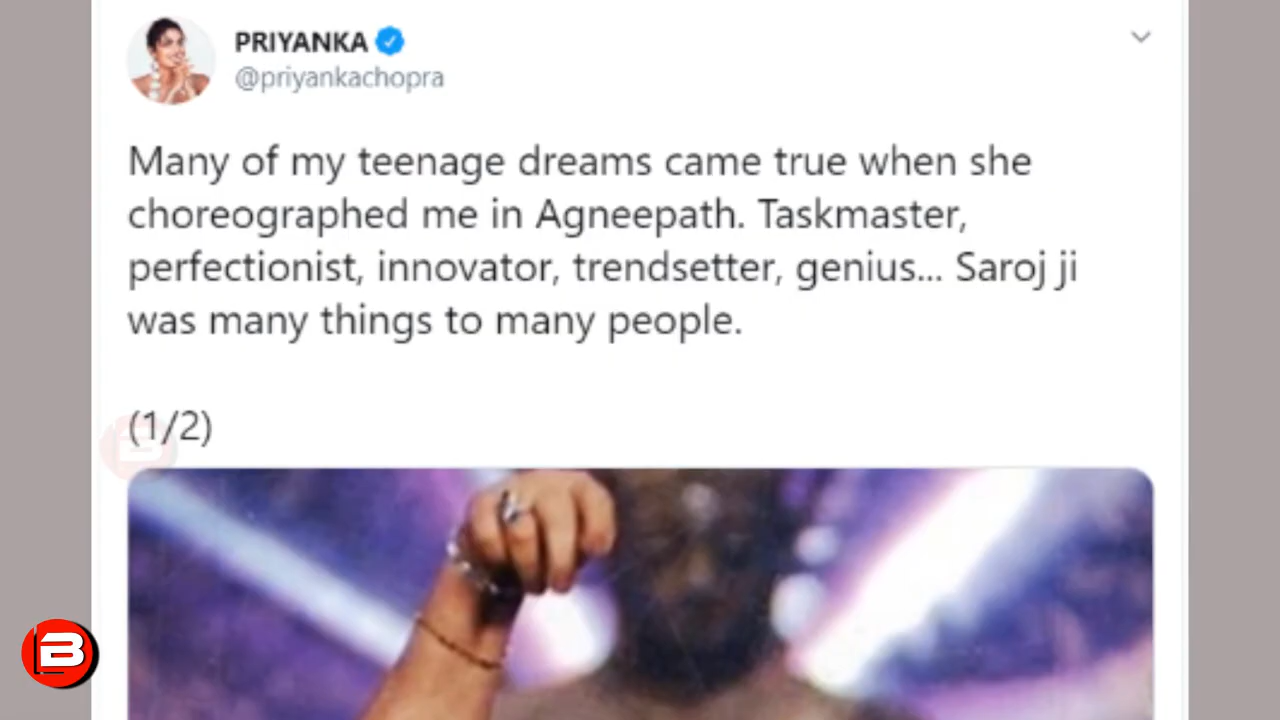 PRIYANKA
@priyankachopra
Many of my teenage dreams came true when she
choreographed me in Agneepath. Taskmaster,
perfectionist, innovator, trendsetter, genius... Saroj ji
was many things to many people.
(1/2)
B
B